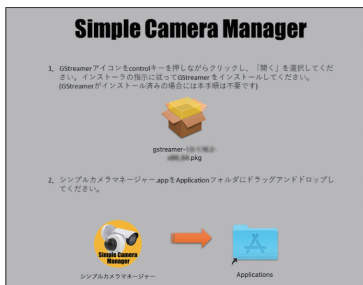 Simple Camera Manager
1, GStreamerアイコンをcontrolキーを押しながらクリックし、「開く」を選択してくだ
さい。インストーラの指示に従ってGStreamer をインストールしてください。
(GStreamerがインストール済みの場合には本手順は不要です)
gstreamer-
.pkg
2, シンプルカメラマネージャー.appをApplicationフォルダにドラッグアンドドロップし
てください。
Simple Camera
Manager
シンプルカメラマネージャー
Applications